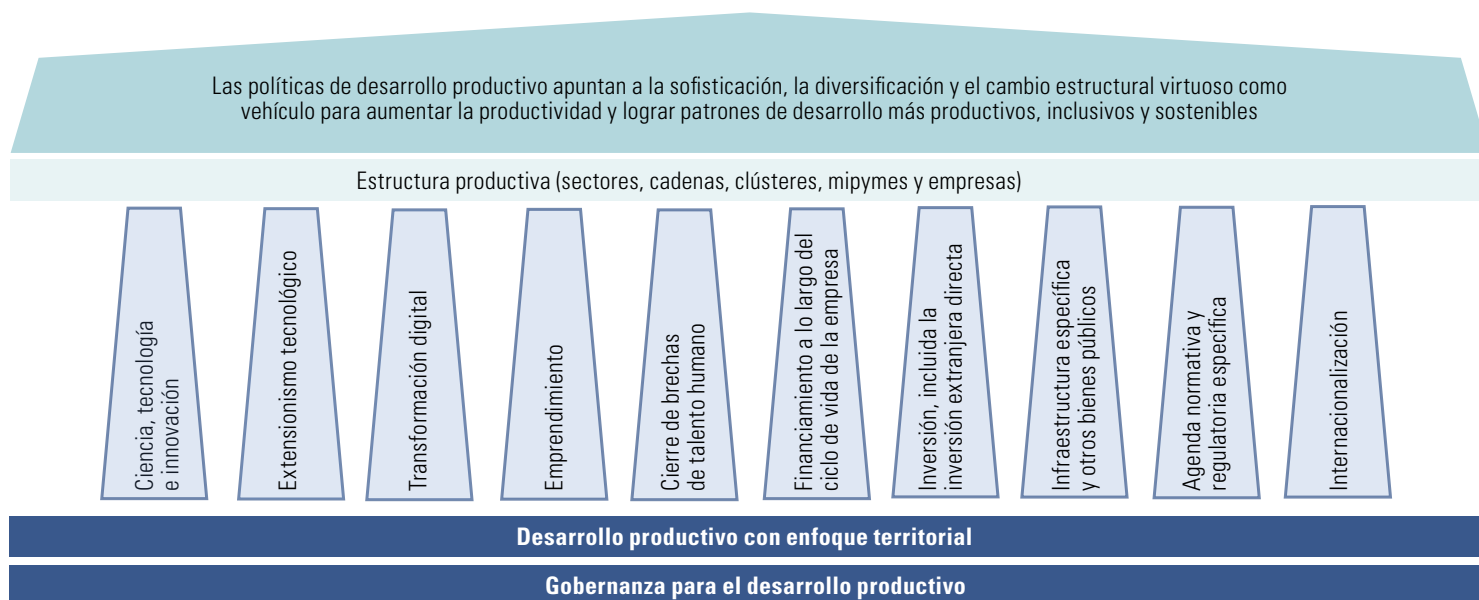 Las políticas de desarrollo productivo apuntan a la sofisticación, la diversificación y el cambio estructural virtuoso como
vehículo para aumentar la productividad y lograr patrones de desarrollo más productivos, inclusivos y sostenibles
Estructura productiva (sectores, cadenas, clústeres, mipymes y empresas)
Ciencia, tecnología
e innovación
Extensionismo tecnológico
Transformación digital
Emprendimiento
Cierre de brechas
de talento humano
Financiamiento a lo largo del
ciclo de vida de la empresa
Inversión, incluida la
inversión extranjera directa
Infraestructura específica
y otros bienes públicos
Agenda normativa y
regulatoria específica
Internacionalización
Desarrollo productivo con enfoque territorial
Gobernanza para el desarrollo productivo